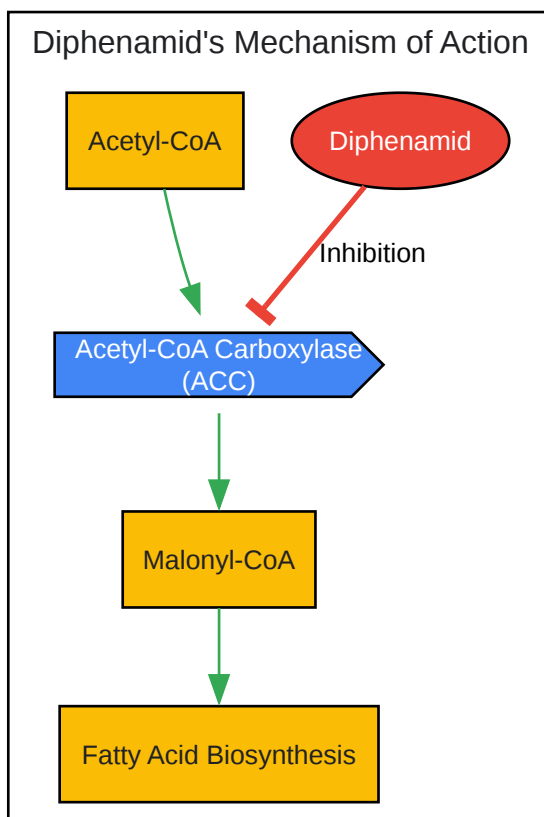 Diphenamid's Mechanism of Action
Acetyl-CoA
Diphenamid
Inhibition
Acetyl-CoA Carboxylase
(ACC)
Malonyl-CoA
Fatty Acid Biosynthesis